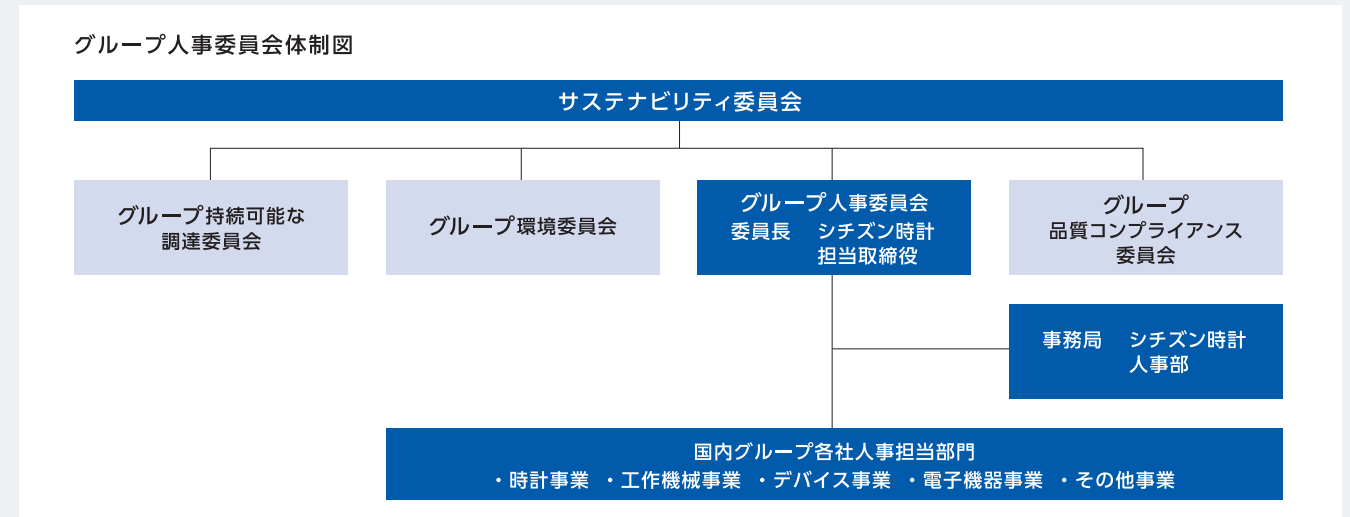 グループ人事委員会体制図
サステナビリティ委員会
グループ持続可能な
調達委員会
グループ環境委員会
グループ人事委員会
委員長 シチズン時計
担当取締役
グループ
品質コンプライアンス
委員会
事務局 シチズン時計
人事部
国内グループ各社人事担当部門
・時計事業 ・工作機械事業 ・デバイス事業 ・電子機器事業 ・その他事業